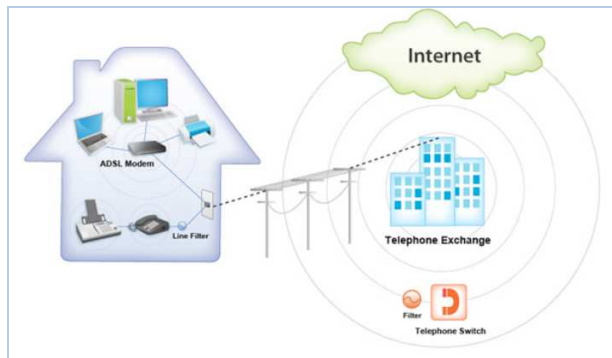 Internet
ADSL Modem
Line Filter
Telephone Exchange
Filter
Telephone Switch